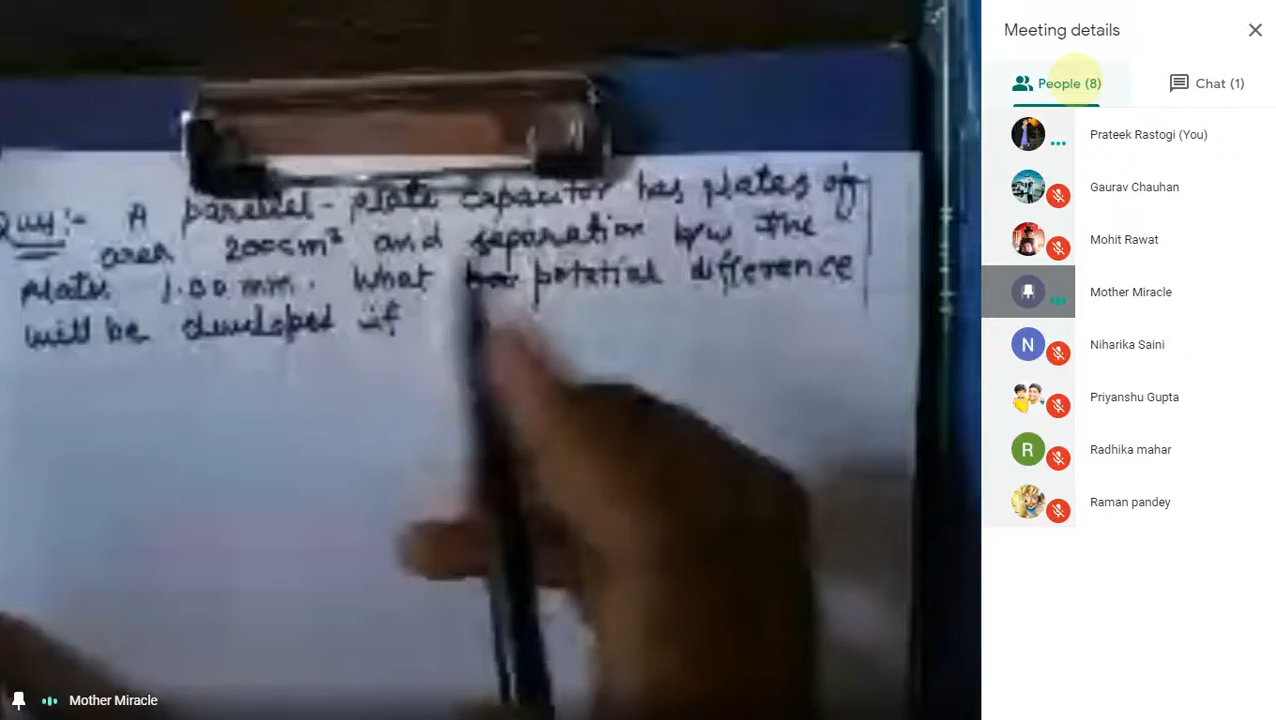 Ques:- A parallel-plate capacitor has plates of
area 200cm² and separation b/w the
plates 1.00 mm. What potential difference
will be developed if
Mother Miracle
Meeting details
People (8)
Chat (1)
Prateek Rastogi (You)
Gaurav Chauhan
Mohit Rawat
Mother Miracle
N
Niharika Saini
Priyanshu Gupta
R
Radhika mahar
Raman pandey